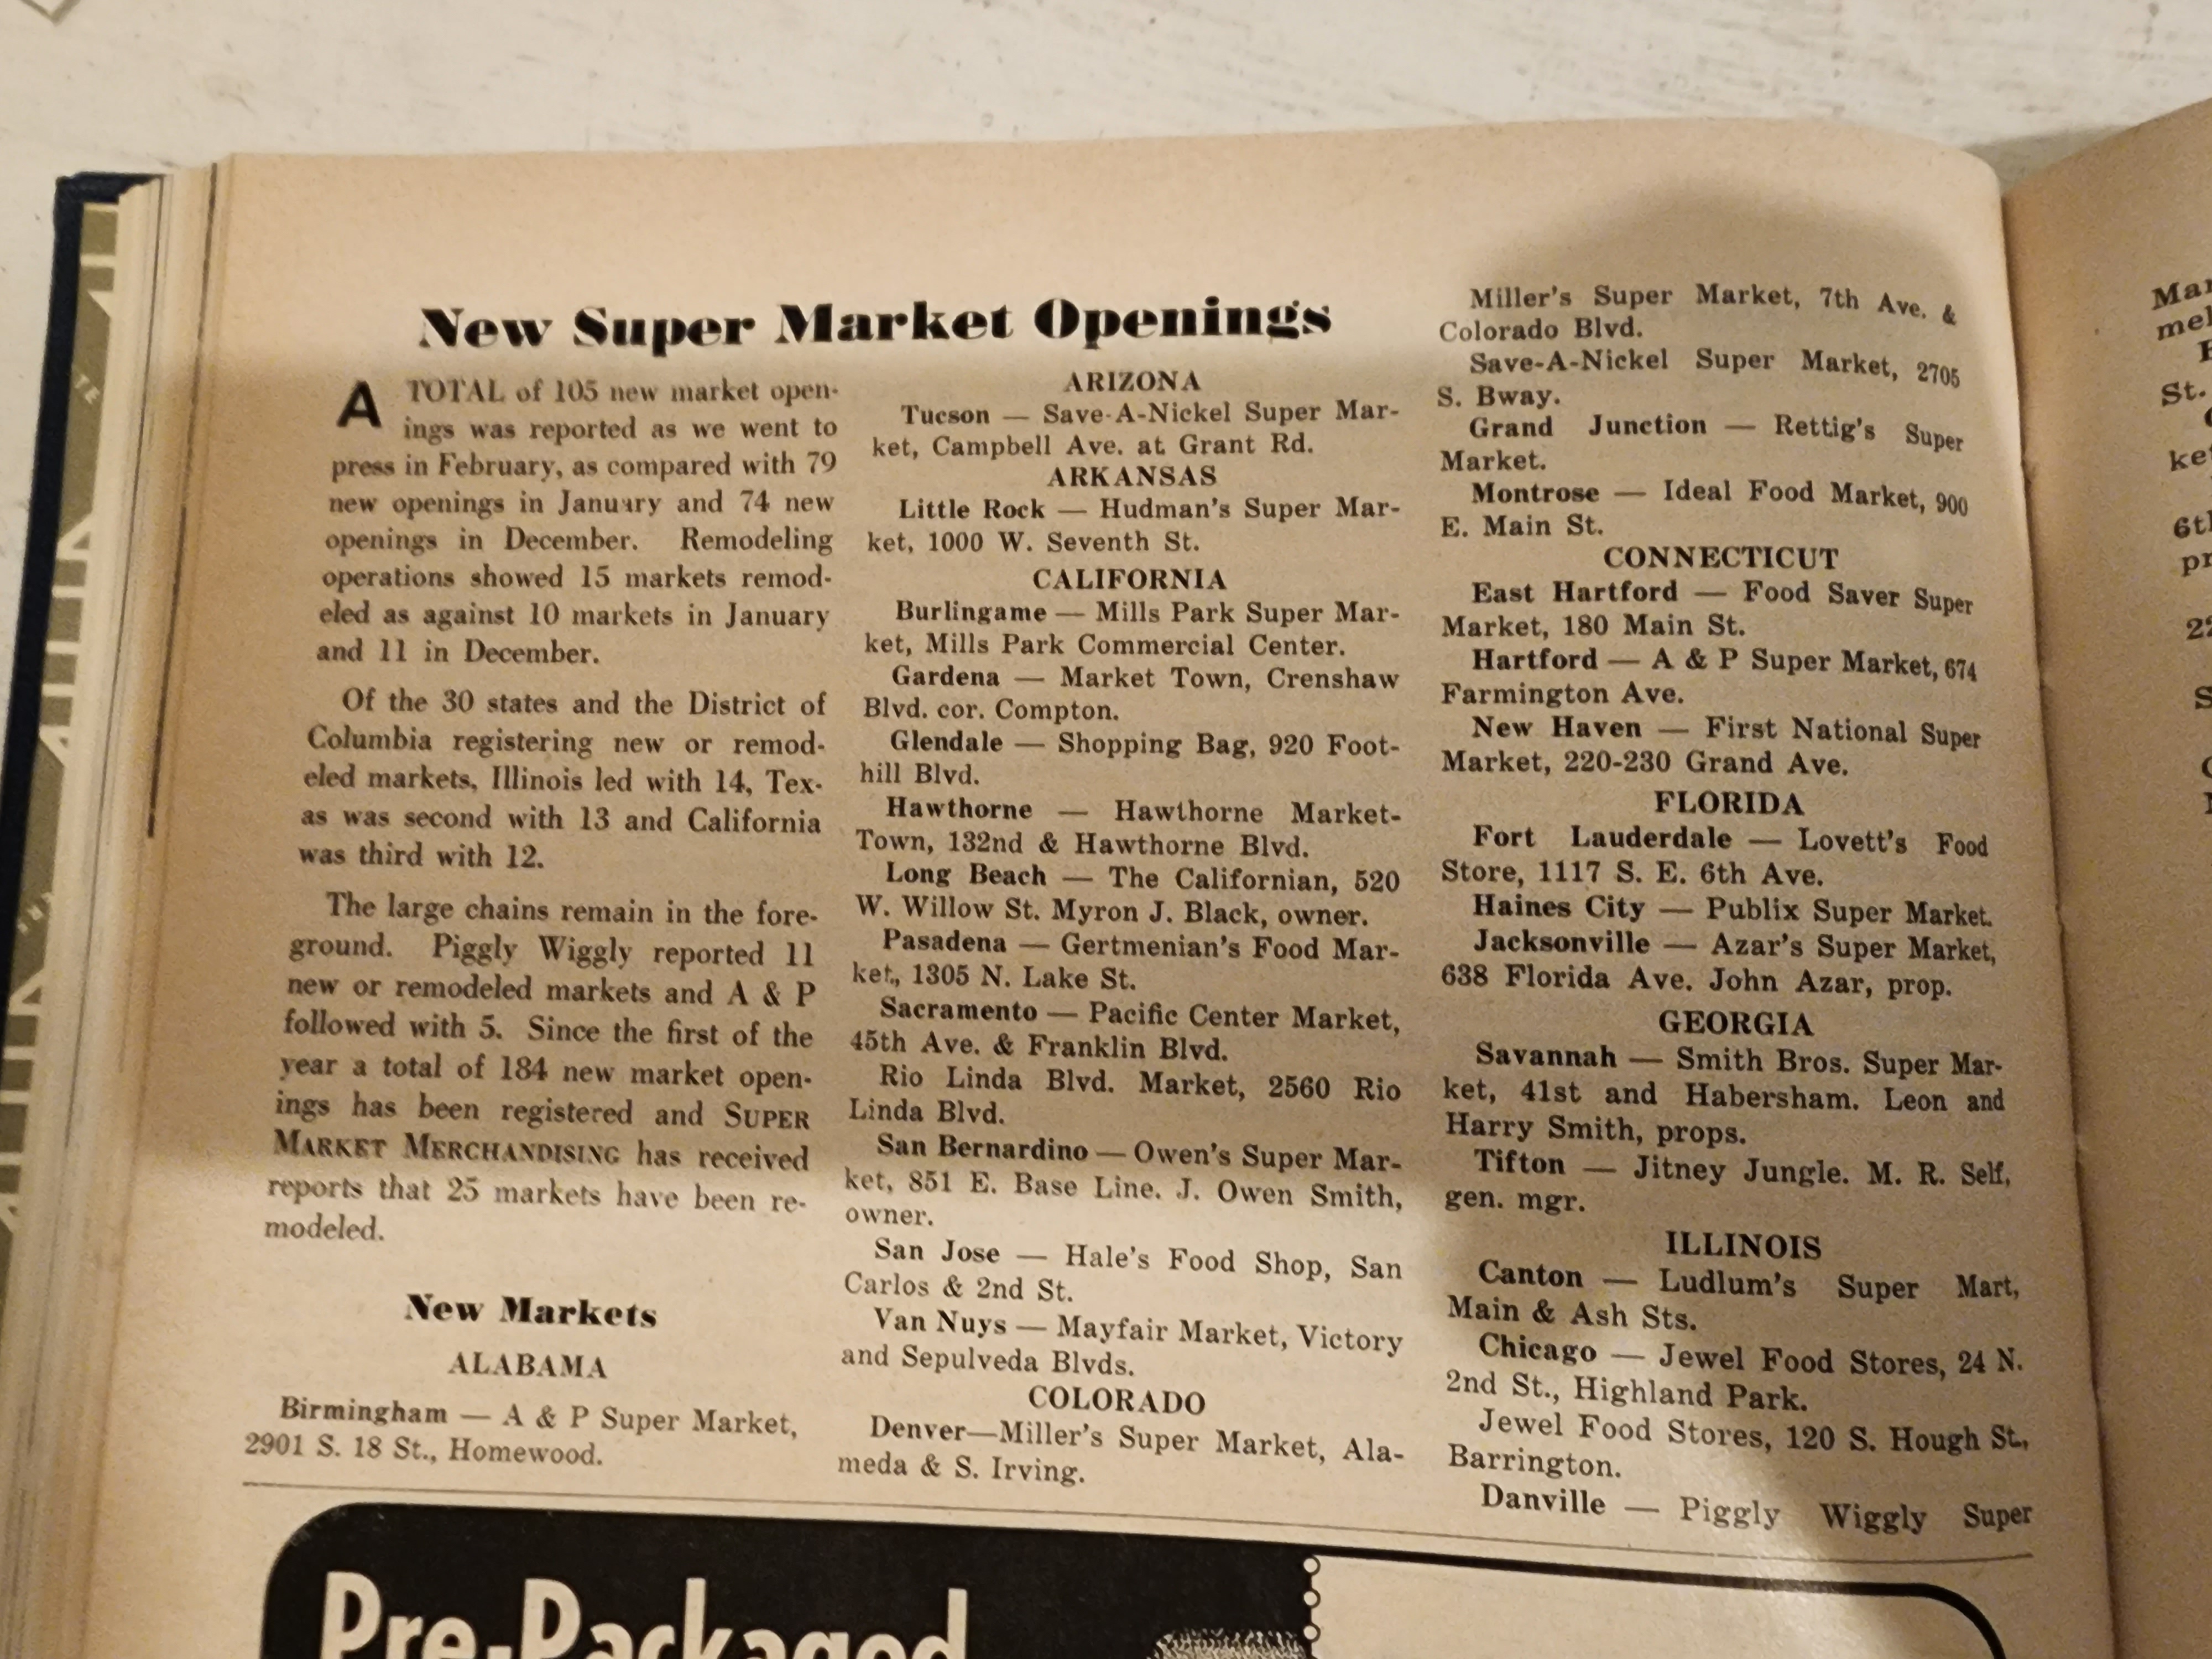 New Super Market Openings
A TOTAL of 105 new market open-
ings was reported as we went to
press in February, as compared with 79
new openings in January and 74 new
openings in December. Remodeling
operations showed 15 markets remod-
eled as against 10 markets in January
and 11 in December.
Of the 30 states and the District of
Columbia registering new or remod-
eled markets, Illinois led with 14, Tex-
as was second with 13 and California
was third with 12.
The large chains remain in the fore-
ground. Piggly Wiggly reported 11
new or remodeled markets and A & P
followed with 5. Since the first of the
year a total of 184 new market open-
ings has been registered and SUPER
MARKET MERCHANDISING has received
reports that 25 markets have been re-
modeled.
New Markets
ALABAMA
Birmingham — A & P Super Market,
2901 S. 18 St., Homewood.
ARIZONA
Tucson — Save-A-Nickel Super Mar-
ket, Campbell Ave. at Grant Rd.
ARKANSAS
Little Rock — Hudman's Super Mar-
ket, 1000 W. Seventh St.
CALIFORNIA
Burlingame — Mills Park Super Mar-
ket, Mills Park Commercial Center.
Gardena — Market Town, Crenshaw
Blvd. cor. Compton.
Glendale — Shopping Bag, 920 Foot-
hill Blvd.
Hawthorne — Hawthorne Market-
Town, 132nd & Hawthorne Blvd.
Long Beach — The Californian, 520
W. Willow St. Myron J. Black, owner.
Pasadena — Gertmenian's Food Mar-
ket, 1305 N. Lake St.
Sacramento — Pacific Center Market,
45th Ave. & Franklin Blvd.
Rio Linda Blvd. Market, 2560 Rio
Linda Blvd.
San Bernardino — Owen's Super Mar-
ket, 851 E. Base Line. J. Owen Smith,
owner.
San Jose — Hale's Food Shop, San
Carlos & 2nd St.
Van Nuys — Mayfair Market, Victory
and Sepulveda Blvds.
COLORADO
Denver—Miller's Super Market, Ala-
meda & S. Irving.
Miller's Super Market, 7th Ave. &
Colorado Blvd.
Save-A-Nickel Super Market, 2705
S. Bway.
Grand Junction — Rettig's Super
Market.
Montrose — Ideal Food Market, 900
E. Main St.
CONNECTICUT
East Hartford — Food Saver Super
Market, 180 Main St.
Hartford — A & P Super Market, 674
Farmington Ave.
New Haven — First National Super
Market, 220-230 Grand Ave.
FLORIDA
Fort Lauderdale — Lovett's Food
Store, 1117 S. E. 6th Ave.
Haines City — Publix Super Market.
Jacksonville — Azar's Super Market,
638 Florida Ave. John Azar, prop.
GEORGIA
Savannah — Smith Bros. Super Mar-
ket, 41st and Habersham. Leon and
Harry Smith, props.
Tifton — Jitney Jungle. M. R. Self,
gen. mgr.
ILLINOIS
Canton — Ludlum's Super Mart,
Main & Ash Sts.
Chicago — Jewel Food Stores, 24 N.
2nd St., Highland Park.
Jewel Food Stores, 120 S. Hough St.,
Barrington.
Danville — Piggly Wiggly Super
Pre-Packaged
St.